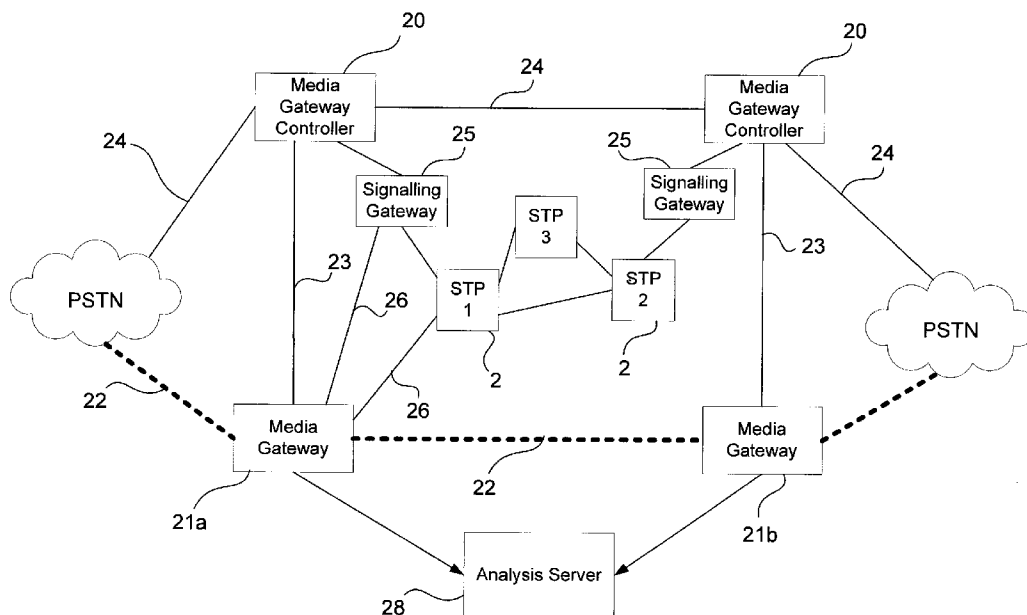 20
20
Media
Gateway
Controller
24
Media
Gateway
Controller
24
25
25
24
Signalling
Gateway
Signalling
Gateway
STP
3
23
23
PSTN
26
STP
1
STP
2
PSTN
2
2
22
26
Media
Gateway
22
Media
Gateway
21a
21b
Analysis Server
28